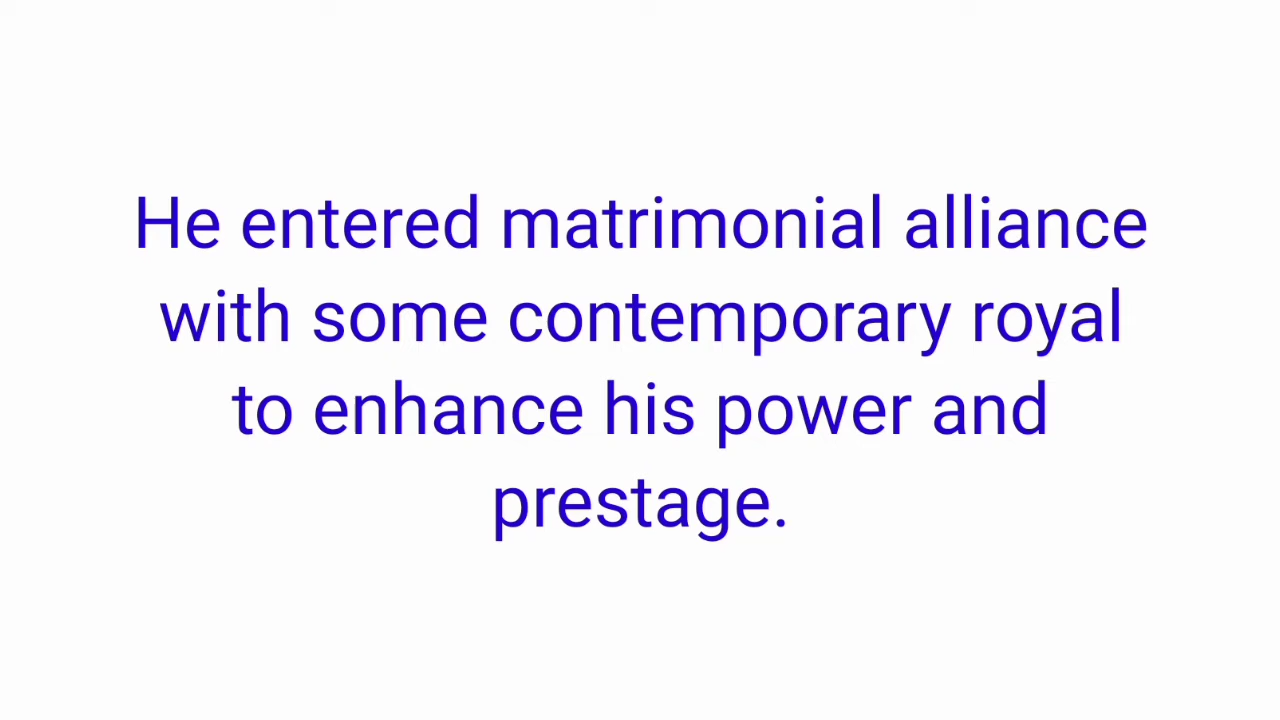 He entered matrimonial alliance
with some contemporary royal
to enhance his power and
prestage.